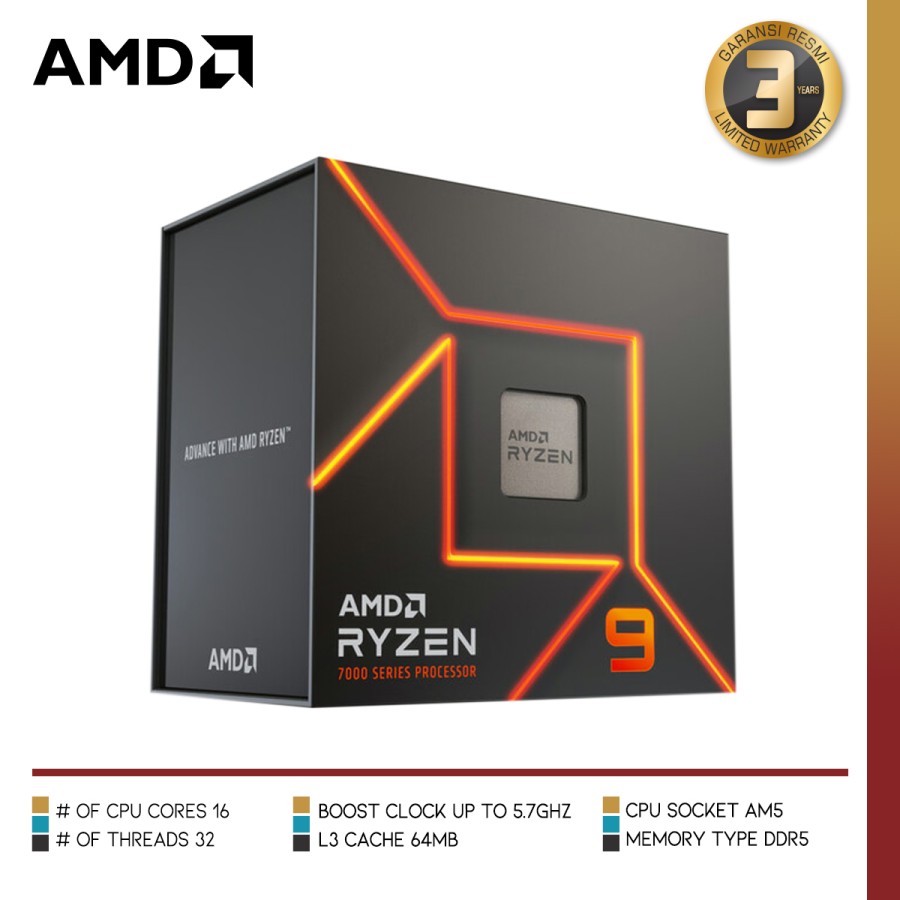 AMD
GARANSI RESMI
3 YEARS
LIMITED WARRANTY
ADVANCE WITH AMD RYZEN™
AMD
AMD
RYZEN
AMD
RYZEN
7000 SERIES PROCESSOR
9
# OF CPU CORES 16
# OF THREADS 32
BOOST CLOCK UP TO 5.7GHZ
L3 CACHE 64MB
CPU SOCKET AM5
MEMORY TYPE DDR5